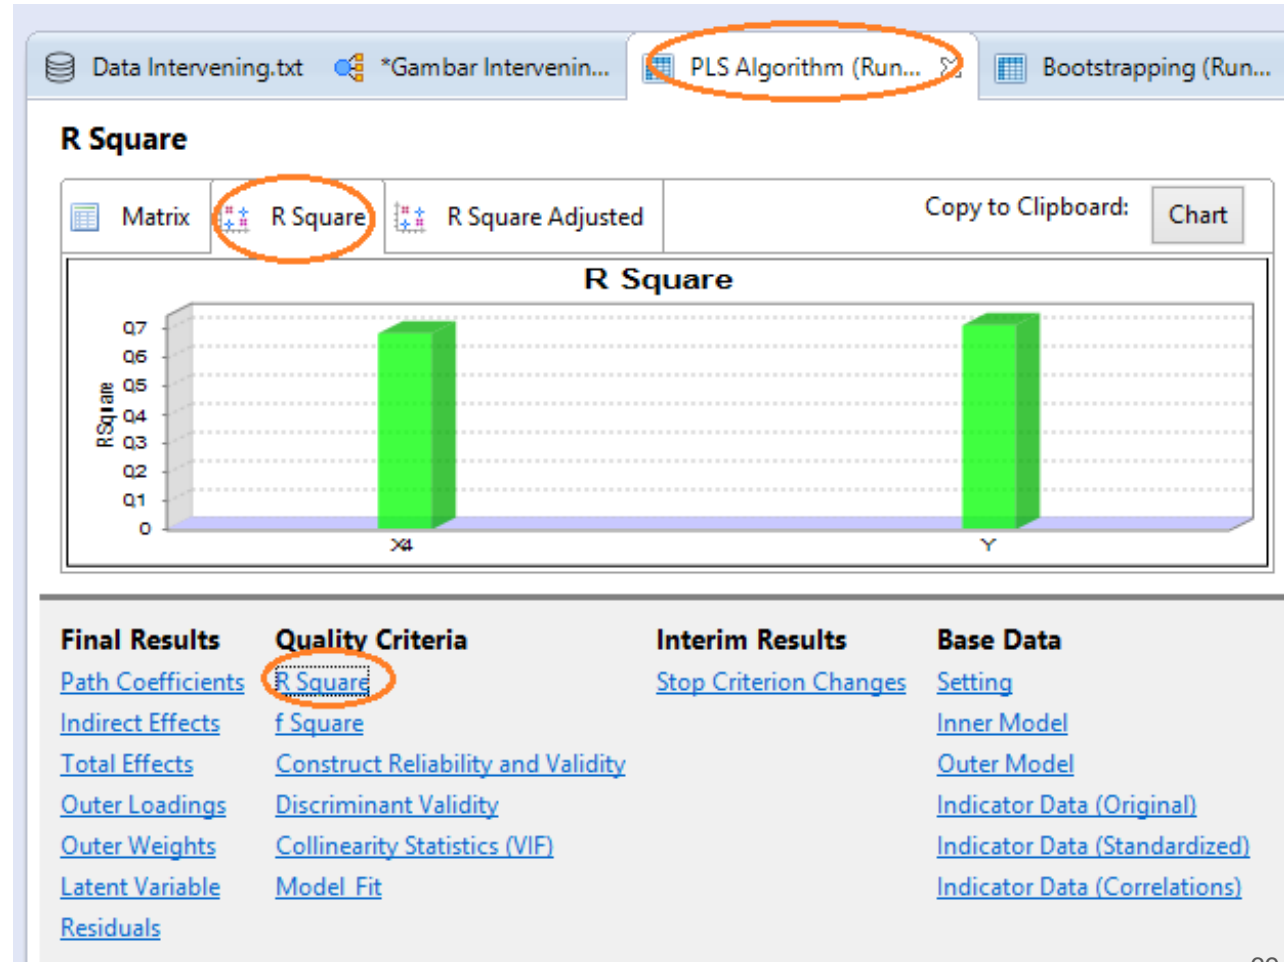 Data Intervening.txt *Gambar Intervenin... PLS Algorithm (Run... Bootstrapping (Run...
R Square
Matrix R Square R Square Adjusted Copy to Clipboard: Chart
R Square
0,7
0,6
0,5
0,4
0,3
0,2
0,1
0
R Square
X4 Y
Final Results Quality Criteria Interim Results Base Data
Path Coefficients R Square Stop Criterion Changes Setting
Indirect Effects f Square Inner Model
Total Effects Construct Reliability and Validity Outer Model
Outer Loadings Discriminant Validity Indicator Data (Original)
Outer Weights Collinearity Statistics (VIF) Indicator Data (Standardized)
Latent Variable Model_Fit Indicator Data (Correlations)
Residuals